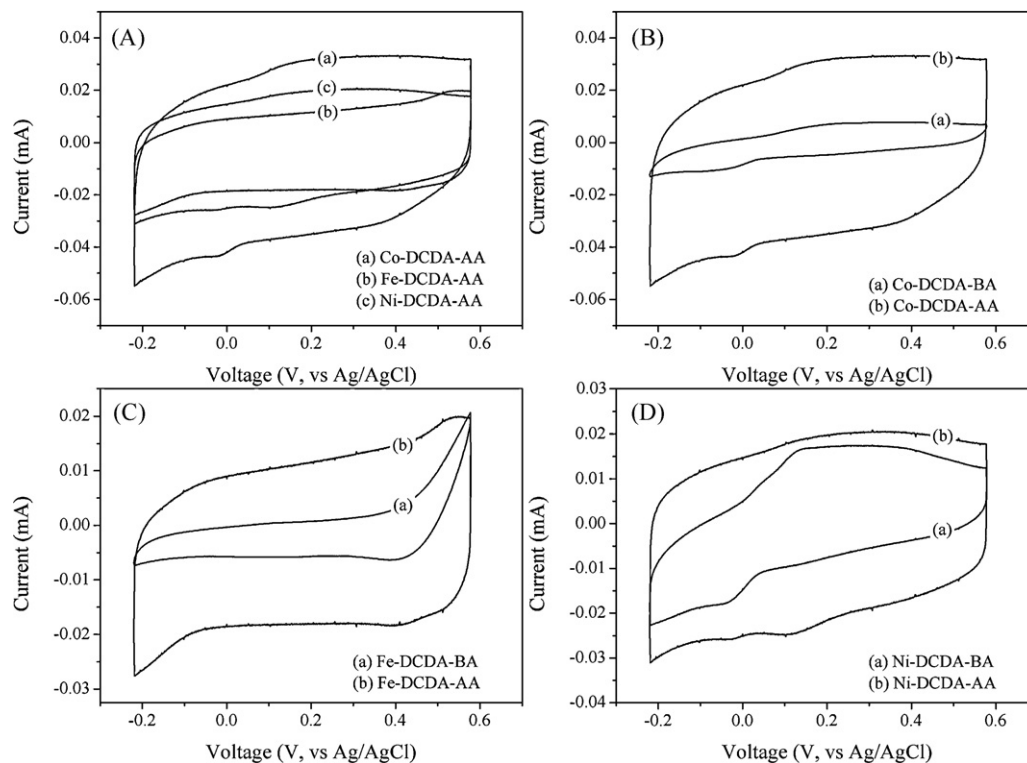 (A)
0.04
0.02
0.00
-0.02
-0.04
-0.06
Current (mA)
(a)
(c)
(b)
(a) Co-DCDA-AA
(b) Fe-DCDA-AA
(c) Ni-DCDA-AA
-0.2 0.0 0.2 0.4 0.6
Voltage (V, vs Ag/AgCl)
(B)
0.04
0.02
0.00
-0.02
-0.04
-0.06
Current (mA)
(b)
(a)
(a) Co-DCDA-BA
(b) Co-DCDA-AA
-0.2 0.0 0.2 0.4 0.6
Voltage (V, vs Ag/AgCl)
(C)
0.02
0.01
0.00
-0.01
-0.02
-0.03
Current (mA)
(b)
(a)
(a) Fe-DCDA-BA
(b) Fe-DCDA-AA
-0.2 0.0 0.2 0.4 0.6
Voltage (V, vs Ag/AgCl)
(D)
0.03
0.02
0.01
0.00
-0.01
-0.02
-0.03
-0.04
Current (mA)
(b)
(a)
(a) Ni-DCDA-BA
(b) Ni-DCDA-AA
-0.2 0.0 0.2 0.4 0.6
Voltage (V, vs Ag/AgCl)